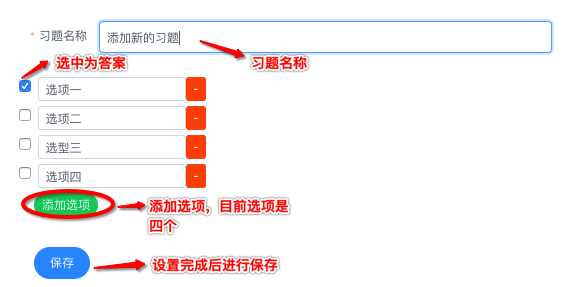 * 习题名称
添加新的习题
选中为答案
习题名称
选项一 -
选项二 -
选型三 -
选项四 -
添加选项
添加选项，目前选项是
四个
保存
设置完成后进行保存